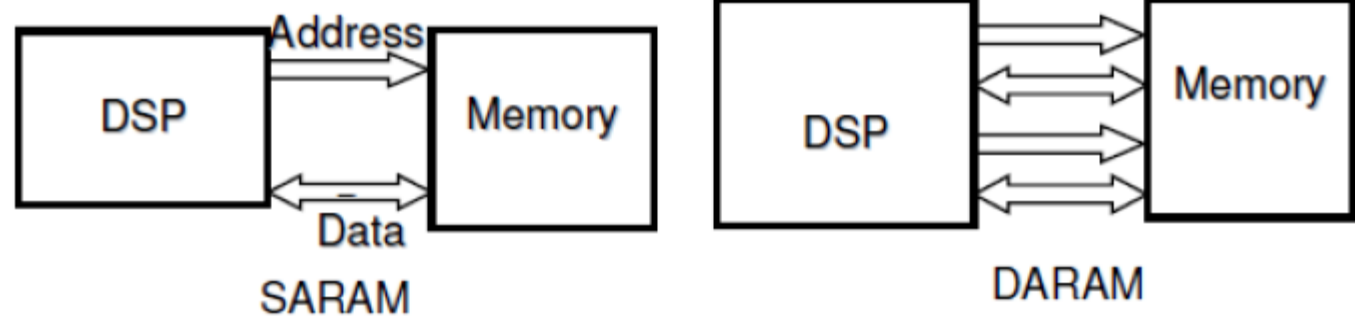 Address
DSP
Memory
Data
SARAM
DSP
Memory
DARAM